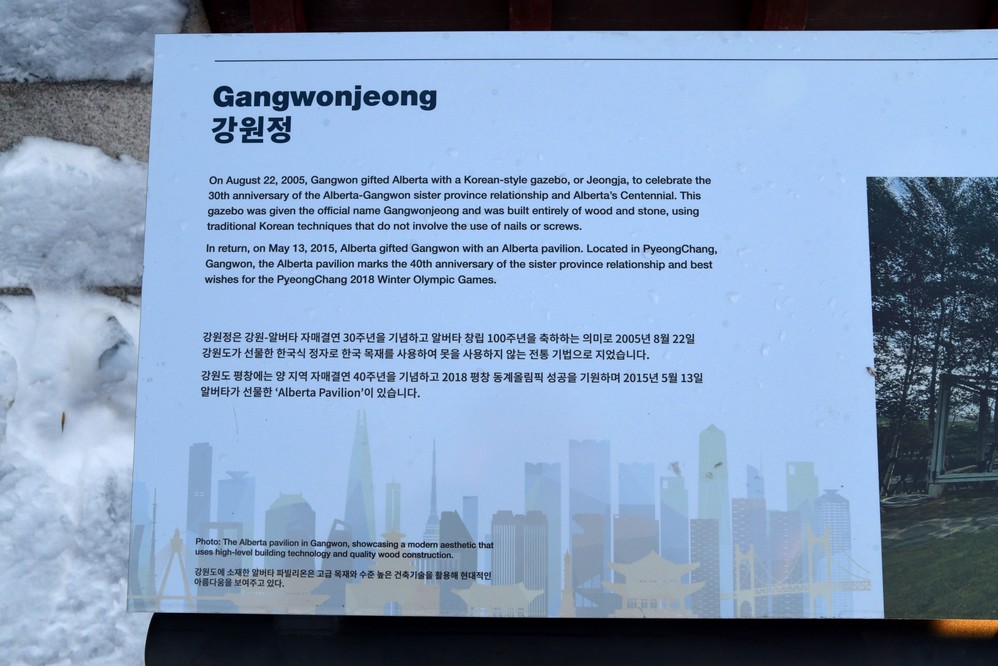 Gangwonjeong
강원정
On August 22, 2005, Gangwon gifted Alberta with a Korean-style gazebo, or Jeongja, to celebrate the
30th anniversary of the Alberta-Gangwon sister province relationship and Alberta's Centennial. This
gazebo was given the official name Gangwonjeong and was built entirely of wood and stone, using
traditional Korean techniques that do not involve the use of nails or screws.
In return, on May 13, 2015, Alberta gifted Gangwon with an Alberta pavilion. Located in PyeongChang,
Gangwon, the Alberta pavilion marks the 40th anniversary of the sister province relationship and best
wishes for the PyeongChang 2018 Winter Olympic Games.
강원정은 강원-알버타 자매결연 30주년을 기념하고 알버타 창립 100주년을 축하하는 의미로 2005년 8월 22일
강원도가 선물한 한국식 정자로 한국 목재를 사용하여 못을 사용하지 않는 전통 기법으로 지었습니다.
강원도 평창에는 양 지역 자매결연 40주년을 기념하고 2018 평창 동계올림픽 성공을 기원하며 2015년 5월 13일
알버타가 선물한 'Alberta Pavilion'이 있습니다.
Photo: The Alberta pavilion in Gangwon, showcasing a modern aesthetic that
uses high-level building technology and quality wood construction.
강원도에 소재한 알버타 파빌리온은 고급 목재와 수준 높은 건축기술을 활용해 현대적인
아름다움을 보여주고 있다.